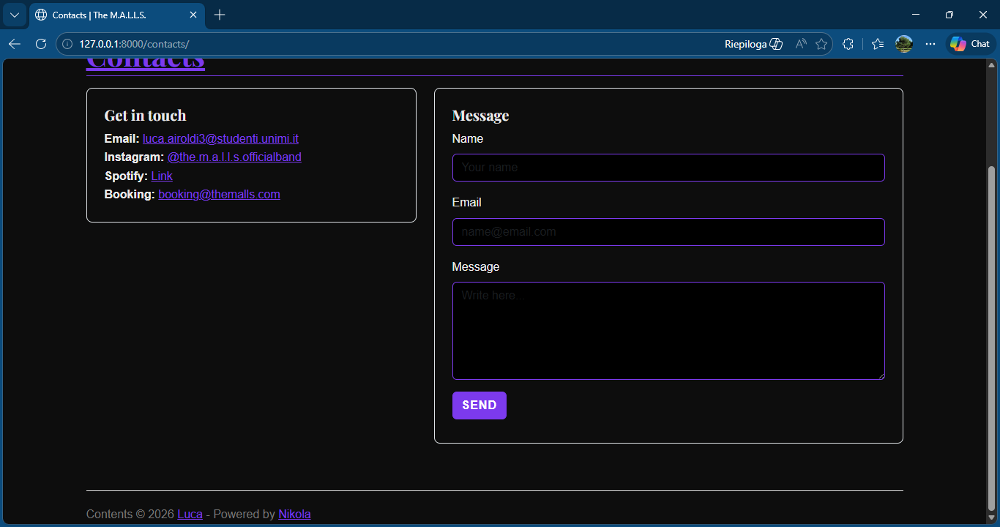 Contacts | The M.A.L.L.S.
127.0.0.1:8000/contacts/
Riepiloga
Chat
Contacts
Get in touch
Email: luca.airoldi3@studenti.unimi.it
Instagram: @the.m.a.l.l.s.officialband
Spotify: Link
Booking: booking@themalls.com
Message
Name
Your name
Email
name@email.com
Message
Write here...
SEND
Contents © 2026 Luca - Powered by Nikola